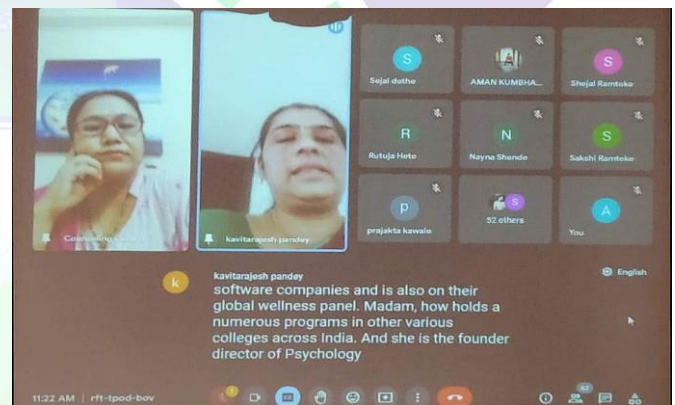 S
Sejal dethe
AMAN KUMBHA...
S
Shejal Ramteke
R
Rutuja Hete
N
Nayna Shende
S
Sakshi Ramteke
p
prajakta kawale
S
52 others
A
You
kavitarajesh pandey
k
kavitarajesh pandey
English
software companies and is also on their
global wellness panel. Madam, how holds a
numerous programs in other various
colleges across India. And she is the founder
director of Psychology
11:22 AM | rft-tpod-bov
62